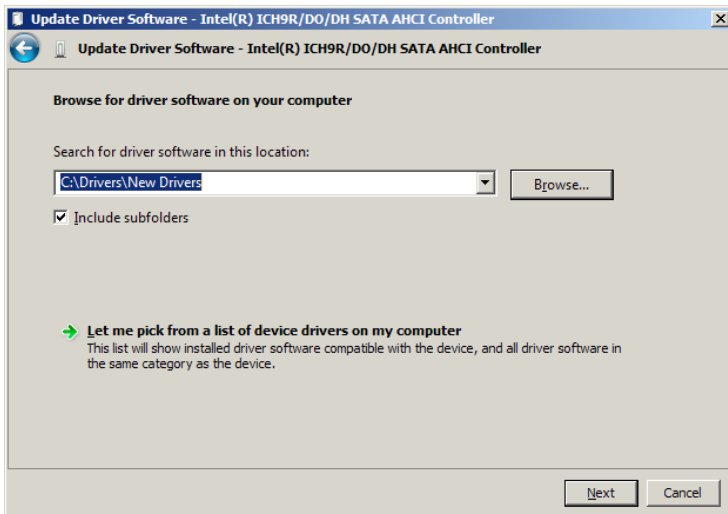 Update Driver Software - Intel(R) ICH9R/DO/DH SATA AHCI Controller
Update Driver Software - Intel(R) ICH9R/DO/DH SATA AHCI Controller
Browse for driver software on your computer
Search for driver software in this location:
C:\Drivers\New Drivers
Browse...
Include subfolders
Let me pick from a list of device drivers on my computer
This list will show installed driver software compatible with the device, and all driver software in
the same category as the device.
Next
Cancel